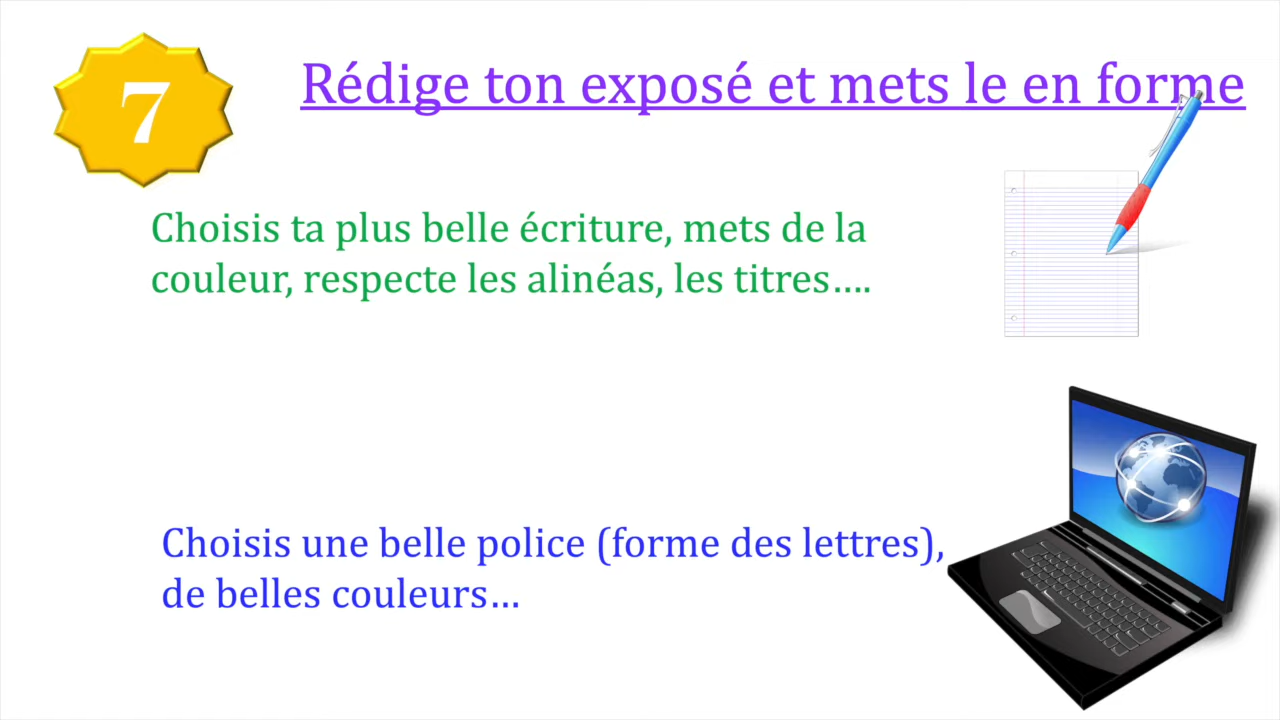 7
Rédige ton exposé et mets le en forme
Choisis ta plus belle écriture, mets de la
couleur, respecte les alinéas, les titres….
Choisis une belle police (forme des lettres),
de belles couleurs…